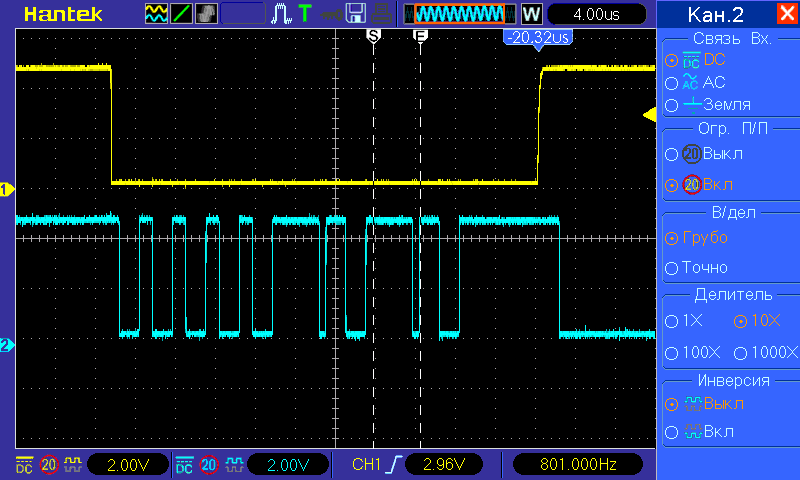 Hantek T W 4.00us Кан.2
S F -20.32us
Связь Вх.
DC DC
AC AC
Земля
Огр. П/П
20 Выкл
20 Вкл
1
В/дел
Грубо
Точно
Делитель
1X 10X
2
100X 1000X
Инверсия
Выкл
Вкл
DC 20 2.00V DC 20 2.00V CH1 2.96V 801.000Hz